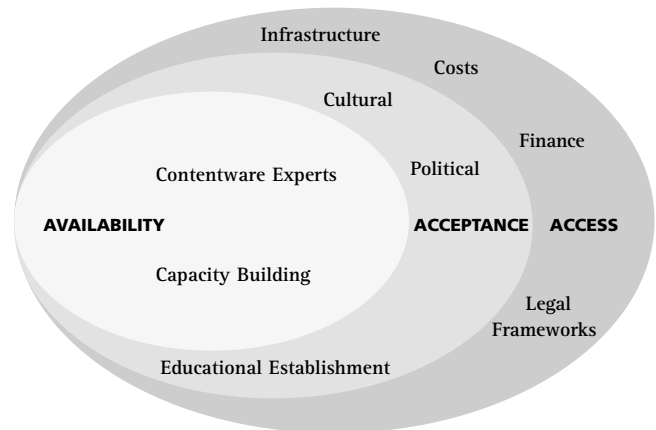 Infrastructure
Costs
Cultural
Finance
Political
Contentware Experts
AVAILABILITY
ACCEPTANCE
ACCESS
Capacity Building
Legal
Frameworks
Educational Establishment